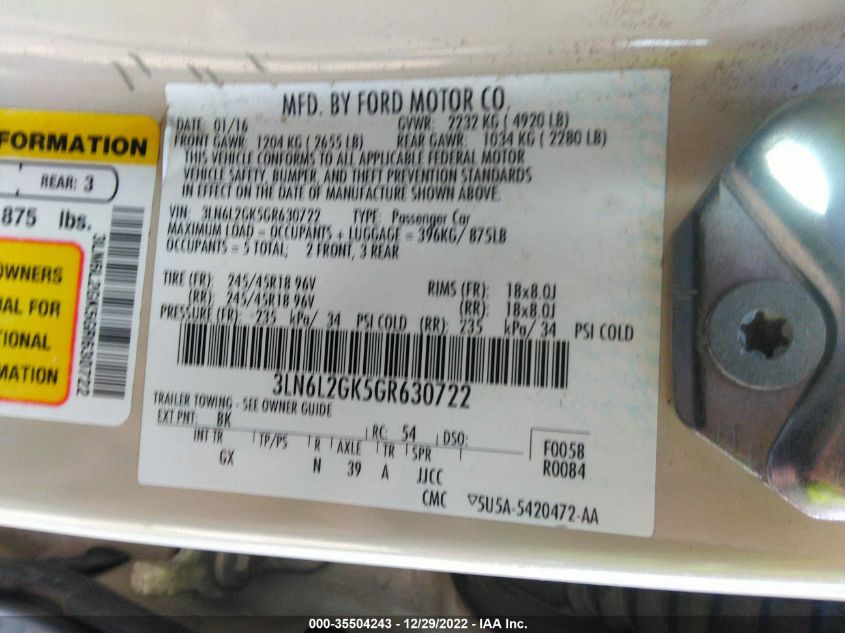 FORMATION
REAR: 3
875 lbs.
OWNERS
AL FOR
TIONAL
MATION
3LN6L2GK5GR630722
MFD. BY FORD MOTOR CO.
DATE: 01/16 GVWR: 2232 KG ( 4920 LB)
FRONT GAWR: 1204 KG ( 2655 LB) REAR GAWR: 1034 KG ( 2280 LB)
THIS VEHICLE CONFORMS TO ALL APPLICABLE FEDERAL MOTOR
VEHICLE SAFETY, BUMPER, AND THEFT PREVENTION STANDARDS
IN EFFECT ON THE DATE OF MANUFACTURE SHOWN ABOVE.
VIN: 3LN6L2GK5GR630722 TYPE: Passenger Car
MAXIMUM LOAD = OCCUPANTS + LUGGAGE = 396KG/ 875LB
OCCUPANTS = 5 TOTAL; 2 FRONT, 3 REAR
TIRE (FR): 245/45R18 96V RIMS (FR): 18x8.0J
(RR): 245/45R18 96V (RR): 18x8.0J
PRESSURE (FR): 235 kPa/ 34 PSI COLD (RR): 235 kPa/ 34 PSI COLD
3LN6L2GK5GR630722
TRAILER TOWING - SEE OWNER GUIDE
EXT PNT: BK RC: 54 DSO:
INT TR TP/PS R AXLE TR SPR F0058
GX N 39 A JJCC R0084
CMC 5U5A-5420472-AA
000-35504243 - 12/29/2022 - IAA Inc.